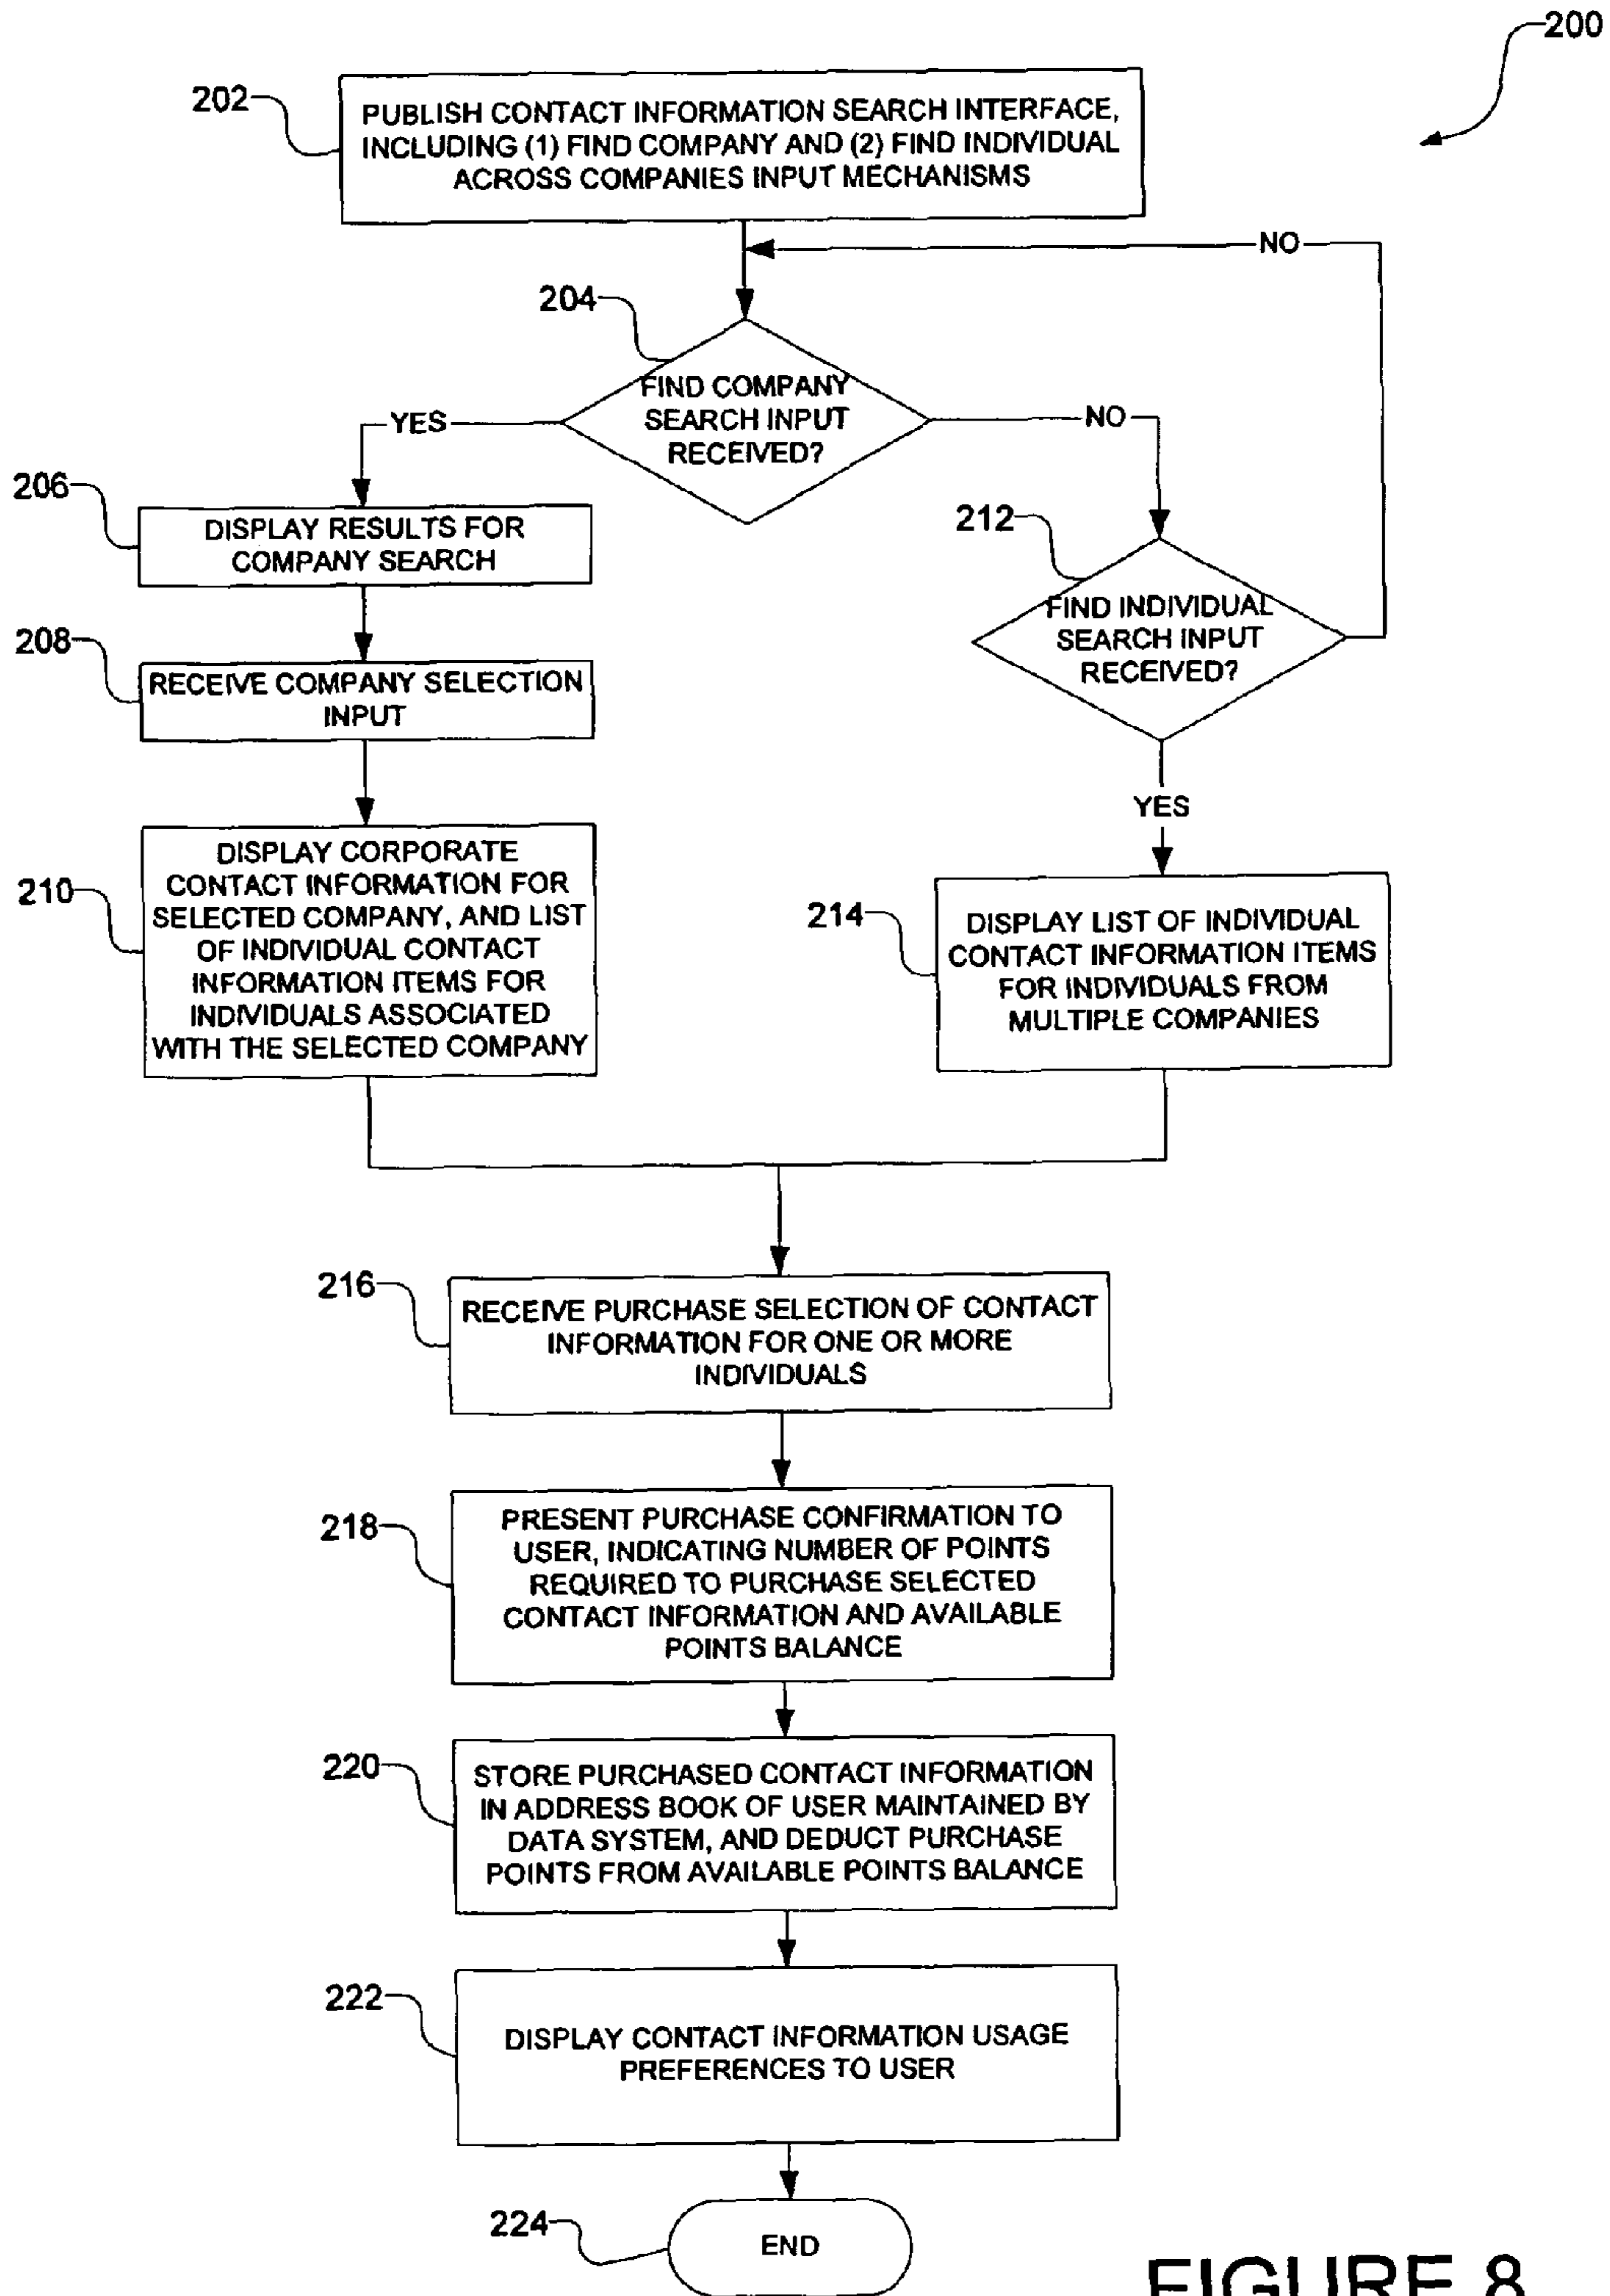 200
202
PUBLISH CONTACT INFORMATION SEARCH INTERFACE,
INCLUDING (1) FIND COMPANY AND (2) FIND INDIVIDUAL
ACROSS COMPANIES INPUT MECHANISMS
NO
204
FIND COMPANY
SEARCH INPUT
RECEIVED?
YES
NO
206
DISPLAY RESULTS FOR
COMPANY SEARCH
212
FIND INDIVIDUAL
SEARCH INPUT
RECEIVED?
208
RECEIVE COMPANY SELECTION
INPUT
YES
210
DISPLAY CORPORATE
CONTACT INFORMATION FOR
SELECTED COMPANY, AND LIST
OF INDIVIDUAL CONTACT
INFORMATION ITEMS FOR
INDIVIDUALS ASSOCIATED
WITH THE SELECTED COMPANY
214
DISPLAY LIST OF INDIVIDUAL
CONTACT INFORMATION ITEMS
FOR INDIVIDUALS FROM
MULTIPLE COMPANIES
216
RECEIVE PURCHASE SELECTION OF CONTACT
INFORMATION FOR ONE OR MORE
INDIVIDUALS
218
PRESENT PURCHASE CONFIRMATION TO
USER, INDICATING NUMBER OF POINTS
REQUIRED TO PURCHASE SELECTED
CONTACT INFORMATION AND AVAILABLE
POINTS BALANCE
220
STORE PURCHASED CONTACT INFORMATION
IN ADDRESS BOOK OF USER MAINTAINED BY
DATA SYSTEM, AND DEDUCT PURCHASE
POINTS FROM AVAILABLE POINTS BALANCE
222
DISPLAY CONTACT INFORMATION USAGE
PREFERENCES TO USER
224
END
FIGURE 8